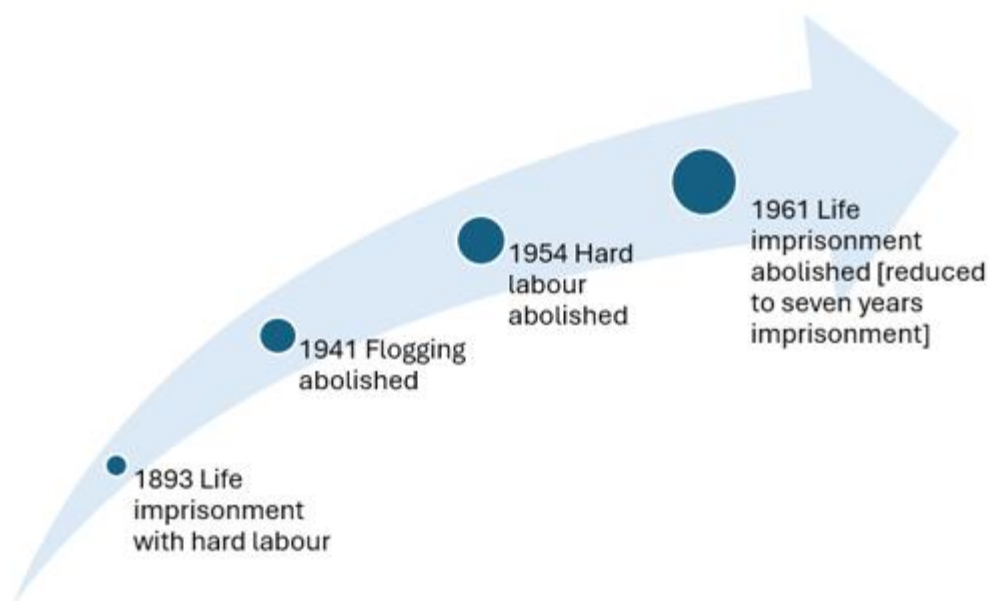 1893 Life
imprisonment
with hard labour
1941 Flogging
abolished
1954 Hard
labour
abolished
1961 Life
imprisonment
abolished [reduced
to seven years
imprisonment]